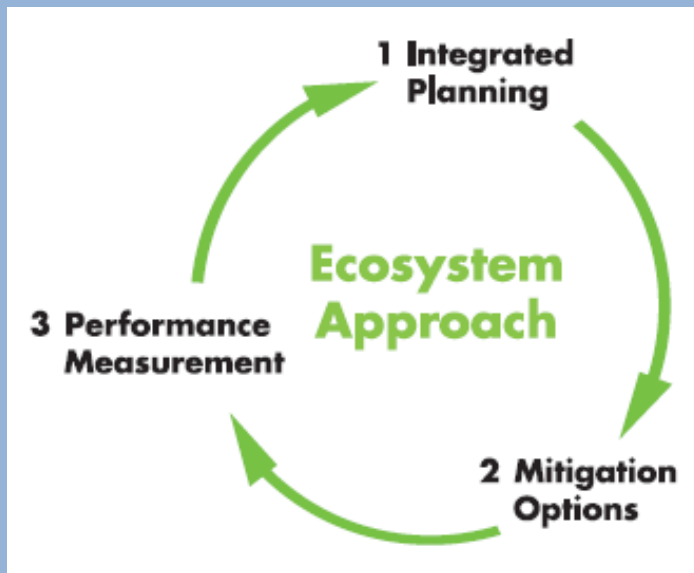 1 Integrated
Planning
Ecosystem
Approach
3 Performance
Measurement
2 Mitigation
Options